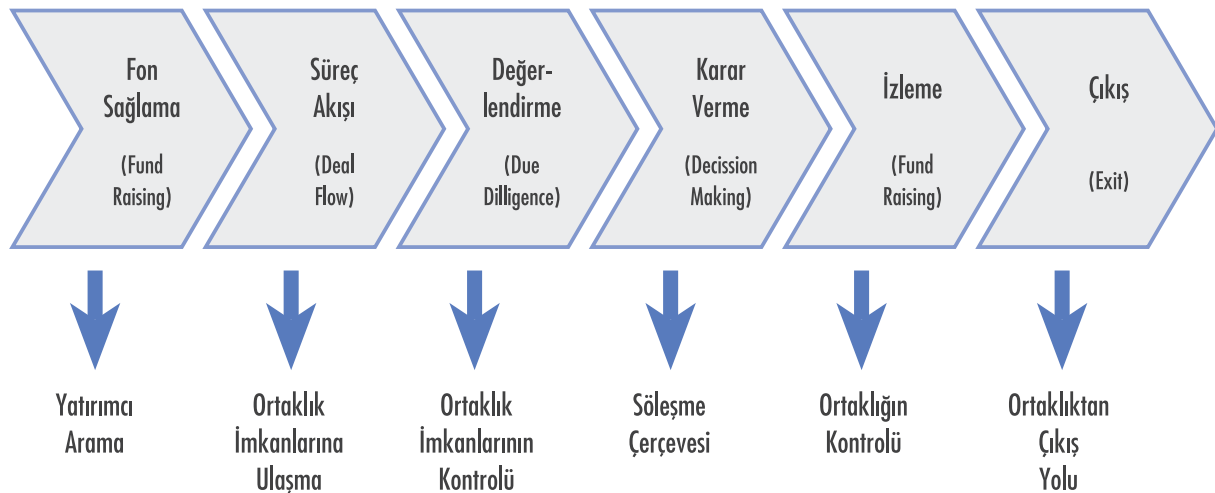 Fon
Sağlama
(Fund
Raising)
Süreç
Akışı
(Deal
Flow)
Değer-
lendirme
(Due
Dilligence)
Karar
Verme
(Decission
Making)
İzleme
(Fund
Raising)
Çıkış
(Exit)
Yatırımcı
Arama
Ortaklık
İmkanlarına
Ulaşma
Ortaklık
İmkanlarının
Kontrolü
Söleşme
Çerçevesi
Ortaklığın
Kontrolü
Ortaklıktan
Çıkış
Yolu